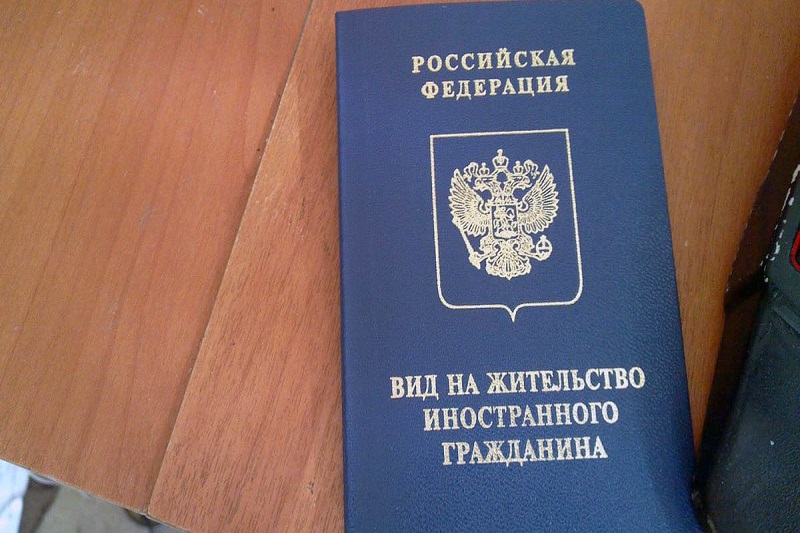 РОССИЙСКАЯ
ФЕДЕРАЦИЯ
ВИД НА ЖИТЕЛЬСТВО
ИНОСТРАННОГО
ГРАЖДАНИНА